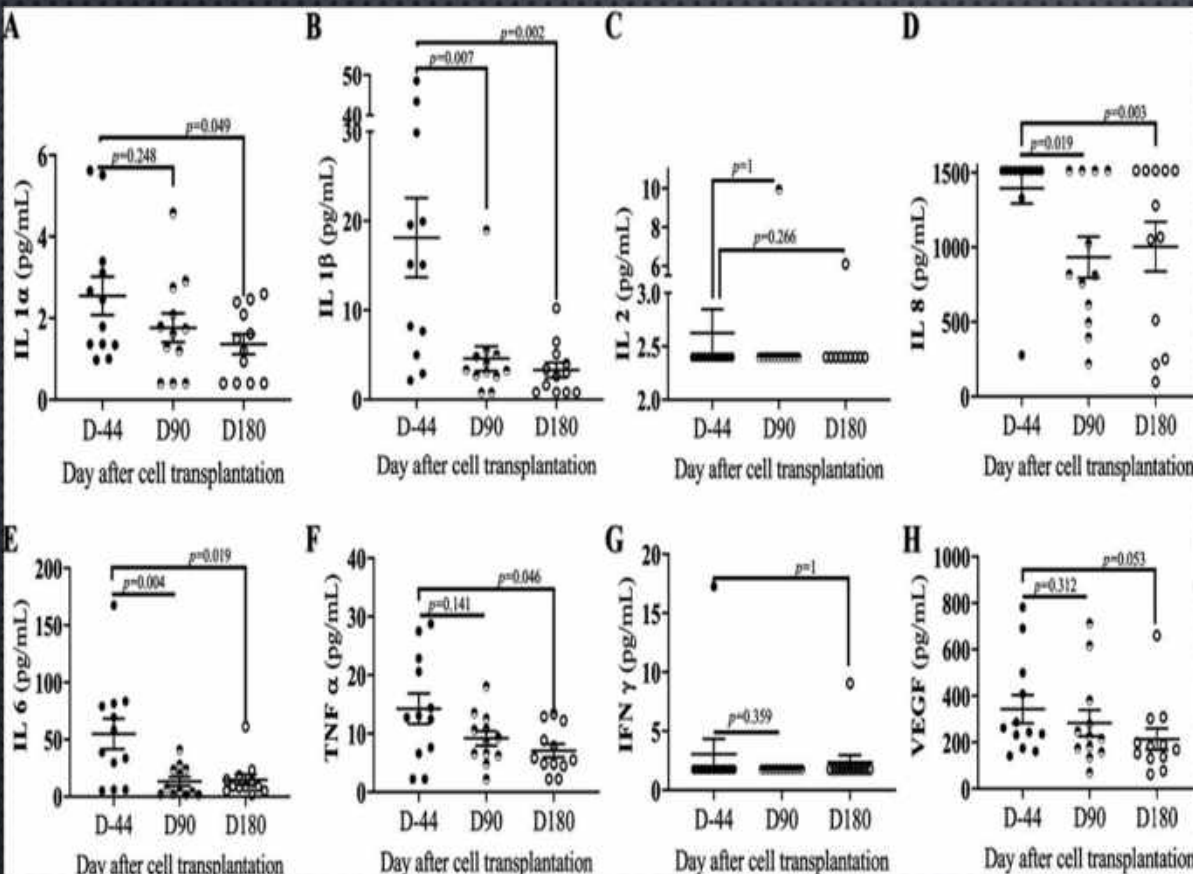 A
p=0.049
p=0.248
6
4
2
0
IL 1α (pg/mL)
D-44 D90 D180
Day after cell transplantation
B
p=0.002
p=0.007
50
40
30
20
10
0
IL 1β (pg/mL)
D-44 D90 D180
Day after cell transplantation
C
p=1
p=0.266
10
8
6
3.0
2.5
2.0
IL 2 (pg/mL)
D-44 D90 D180
Day after cell transplantation
D
p=0.003
p=0.019
1500
1000
500
0
IL 8 (pg/mL)
D-44 D90 D180
Day after cell transplantation
E
p=0.019
p=0.004
200
150
100
50
0
IL 6 (pg/mL)
D-44 D90 D180
Day after cell transplantation
F
p=0.046
p=0.141
40
30
20
10
0
TNF α (pg/mL)
D-44 D90 D180
Day after cell transplantation
G
p=1
p=0.359
20
15
10
5
0
IFN γ (pg/mL)
D-44 D90 D180
Day after cell transplantation
H
p=0.053
p=0.312
1000
800
600
400
200
0
VEGF (pg/mL)
D-44 D90 D180
Day after cell transplantation